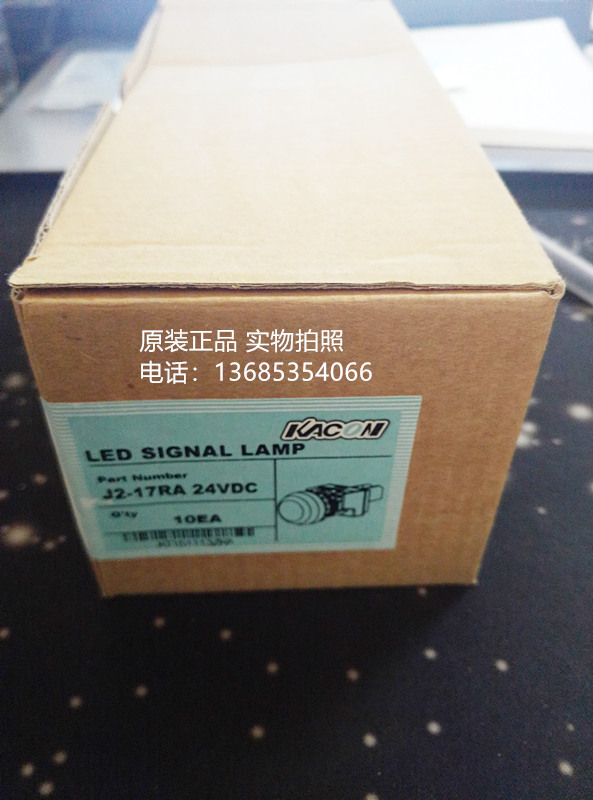 原装正品 实物拍照
电话：13685354066
KACON
LED SIGNAL LAMP
Part Number
J2-17RA 24VDC
Q'ty
10EA